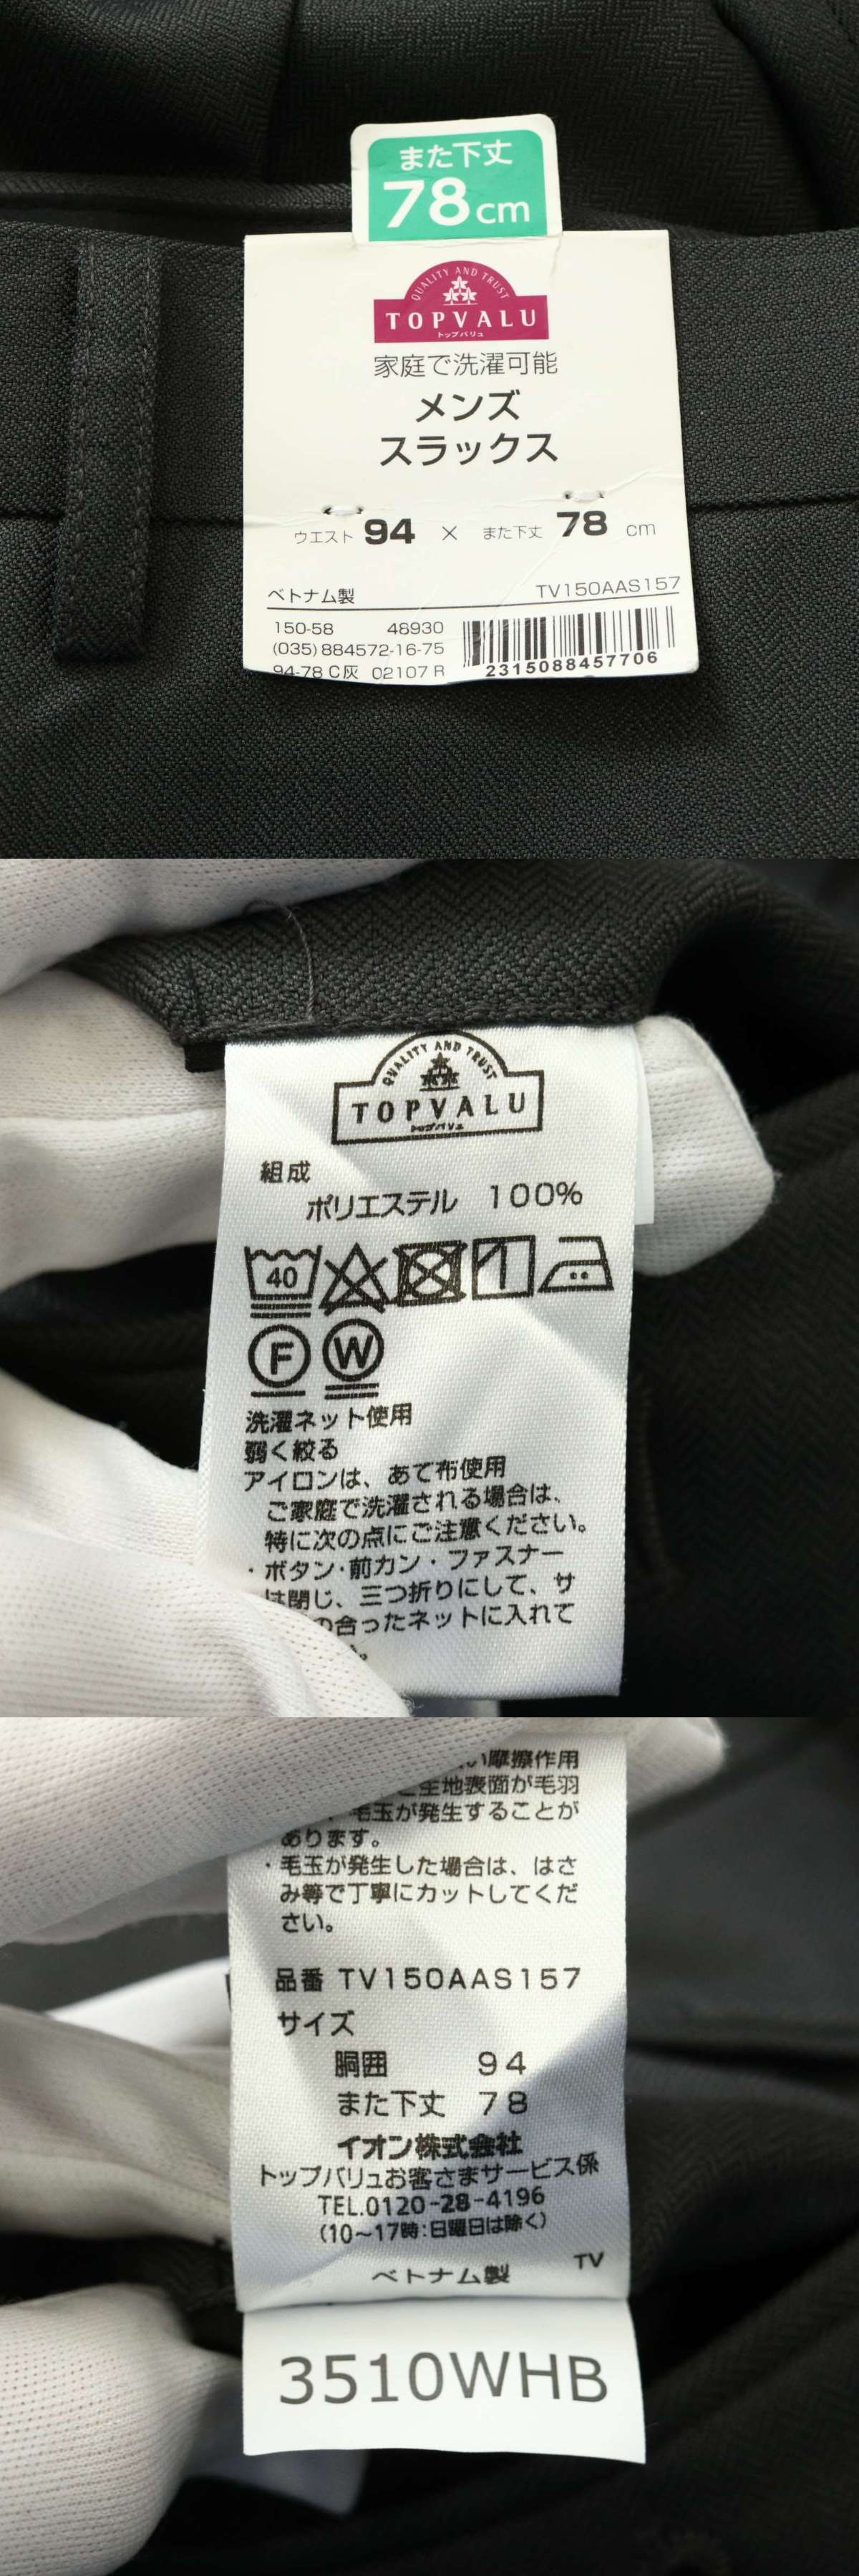 また下丈
78cm
QUALITY AND TRUST
TOPVALU
トップバリュ
家庭で洗濯可能
メンズ
スラックス
ウエスト 94 × また下丈 78 cm
ベトナム製 TV150AAS157
150-58 48930
(035) 884572-16-75
94-78 C灰 02107 R
2315088457706
QUALITY AND TRUST
TOPVALU
トップバリュ
組成
ポリエステル 100%
40
F W
洗濯ネット使用
弱く絞る
アイロンは、あて布使用
ご家庭で洗濯される場合は、
特に次の点にご注意ください。
・ボタン・前カン・ファスナー
は閉じ、三つ折りにして、サ
の合ったネットに入れて
い摩擦作用
生地表面が毛羽
毛玉が発生することが
あります。
・毛玉が発生した場合は、はさ
み等で丁寧にカットしてくだ
さい。
品番 TV150AAS157
サイズ
胴囲 94
また下丈 78
イオン株式会社
トップバリュお客さまサービス係
TEL.0120-28-4196
(10～17時:日曜日は除く)
ベトナム製 TV
3510WHB